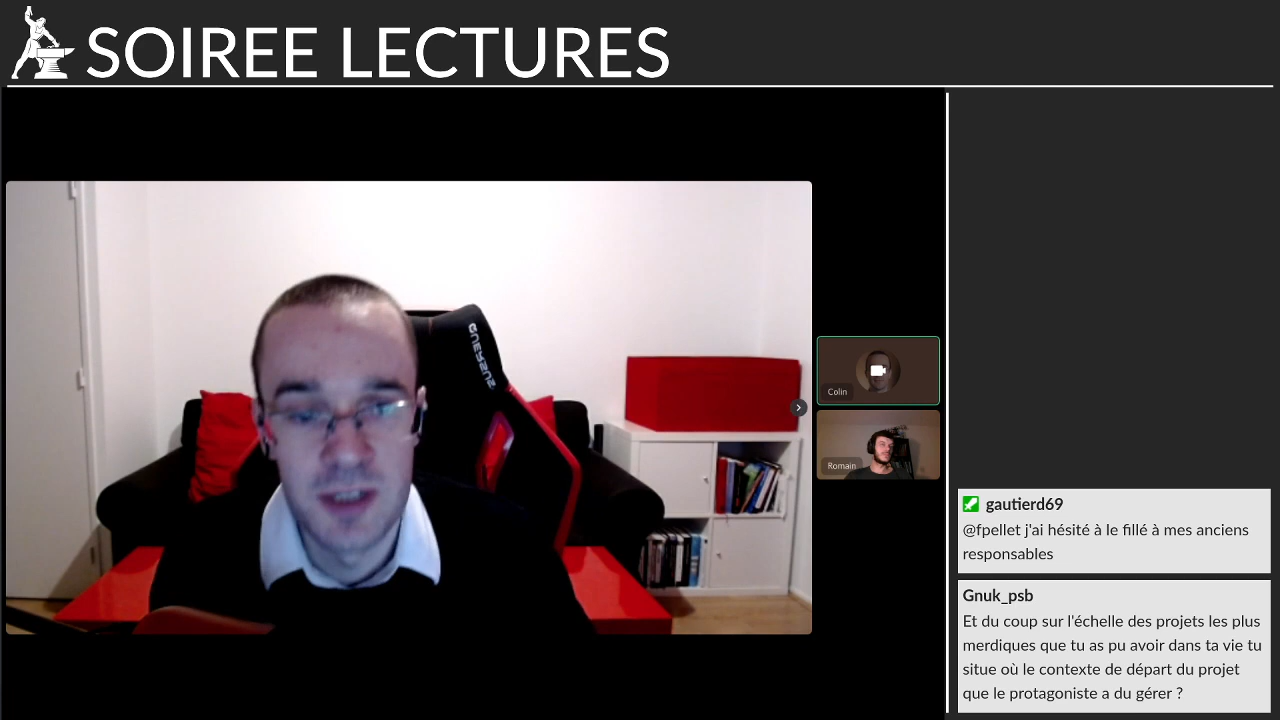 SOIREE LECTURES
Colin
Romain
gautierd69
@fpellet j'ai hésité à le fillé à mes anciens
responsables
Gnuk_psb
Et du coup sur l'échelle des projets les plus
merdiques que tu as pu avoir dans ta vie tu
situe où le contexte de départ du projet
que le protagoniste a du gérer ?